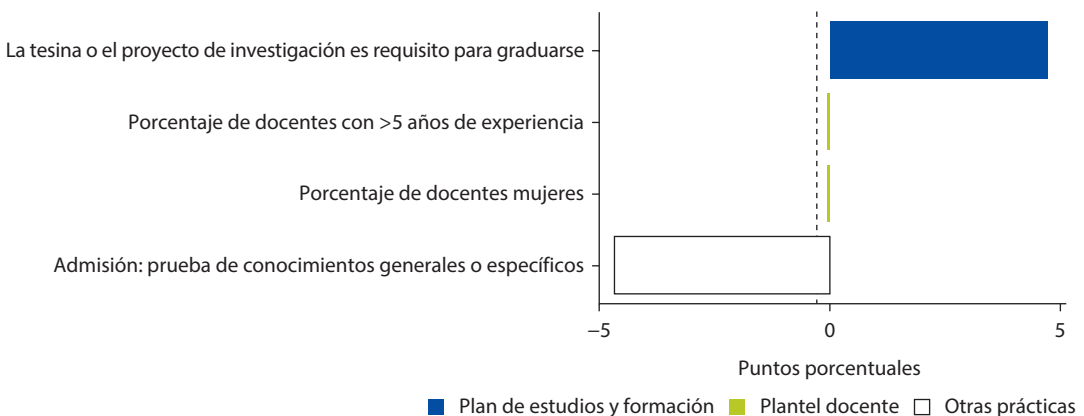 La tesina o el proyecto de investigación es requisito para graduarse
Porcentaje de docentes con >5 años de experiencia
Porcentaje de docentes mujeres
Admisión: prueba de conocimientos generales o específicos
−5 0 5
Puntos porcentuales
Plan de estudios y formación Plantel docente Otras prácticas